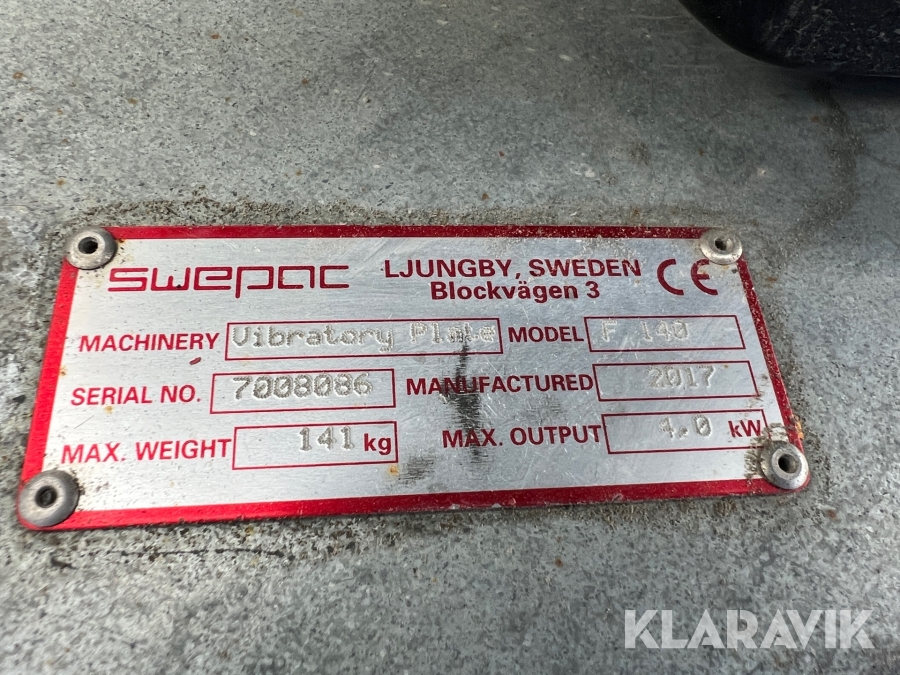 swepac LJUNGBY, SWEDEN CE
Blockvägen 3
MACHINERY Vibratory Plate MODEL F 140
SERIAL NO. 7008086 MANUFACTURED 2017
MAX. WEIGHT 141 kg MAX. OUTPUT 4.0 kW
KLARAVIK